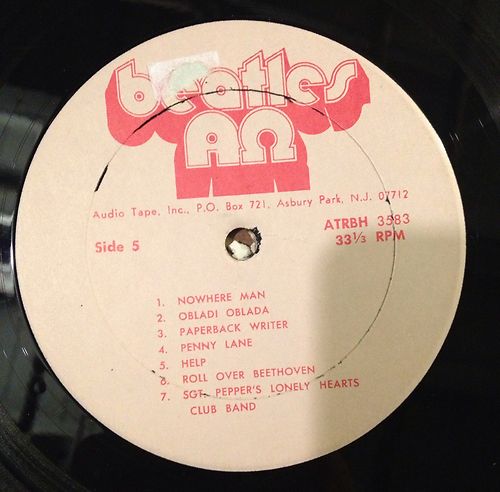 beatles
AΩ
Audio Tape, Inc., P.O. Box 721, Asbury Park, N.J. 07712
Side 5
ATRBH 3583
33⅓ RPM
1. NOWHERE MAN
2. OBLADI OBLADA
3. PAPERBACK WRITER
4. PENNY LANE
5. HELP
6. ROLL OVER BEETHOVEN
7. SGT. PEPPER'S LONELY HEARTS
CLUB BAND